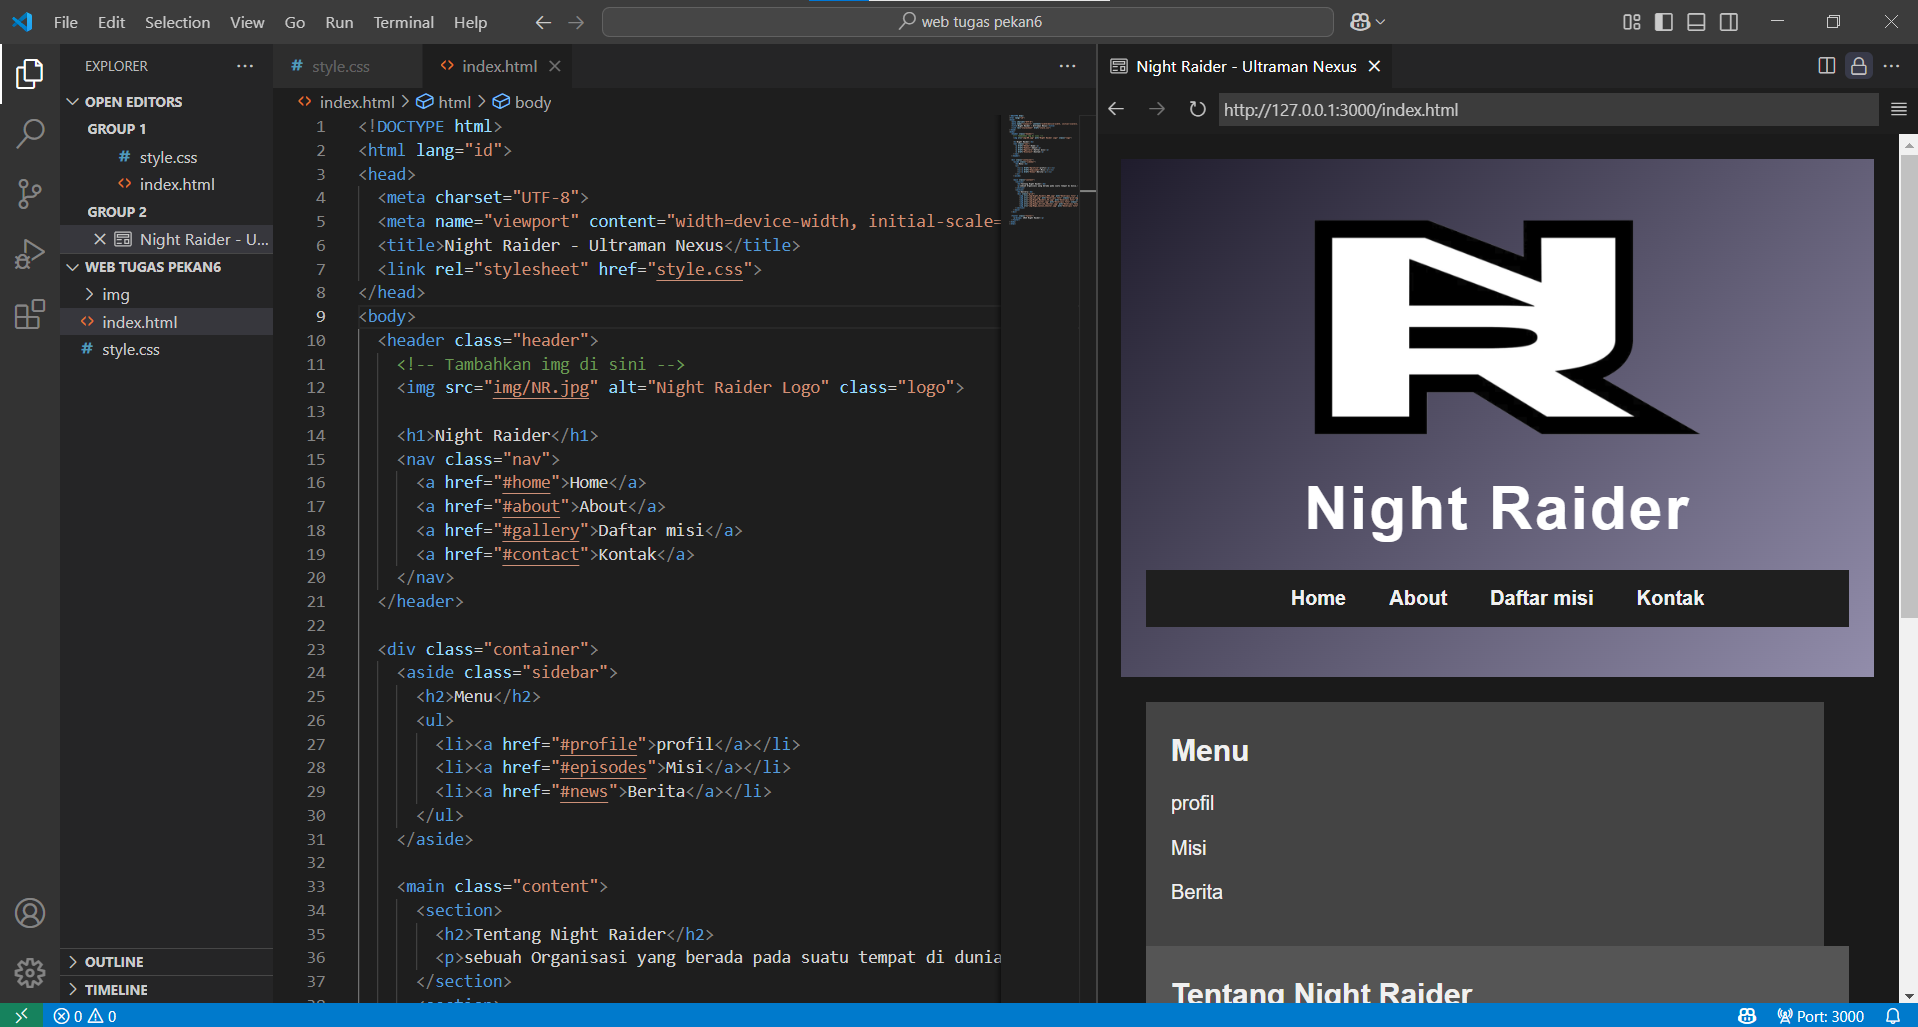 File Edit Selection View Go Run Terminal Help
web tugas pekan6
EXPLORER
OPEN EDITORS
GROUP 1
# style.css
<> index.html
GROUP 2
Night Raider - U...
WEB TUGAS PEKAN6
img
<> index.html
# style.css
OUTLINE
TIMELINE
# style.css
<> index.html
<> index.html > html > body
1 <!DOCTYPE html>
2 <html lang="id">
3 <head>
4 <meta charset="UTF-8">
5 <meta name="viewport" content="width=device-width, initial-scale=
6 <title>Night Raider - Ultraman Nexus</title>
7 <link rel="stylesheet" href="style.css">
8 </head>
9 <body>
10 <header class="header">
11 <!-- Tambahkan img di sini -->
12 <img src="img/NR.jpg" alt="Night Raider Logo" class="logo">
13
14 <h1>Night Raider</h1>
15 <nav class="nav">
16 <a href="#home">Home</a>
17 <a href="#about">About</a>
18 <a href="#gallery">Daftar misi</a>
19 <a href="#contact">Kontak</a>
20 </nav>
21 </header>
22
23 <div class="container">
24 <aside class="sidebar">
25 <h2>Menu</h2>
26 <ul>
27 <li><a href="#profile">profil</a></li>
28 <li><a href="#episodes">Misi</a></li>
29 <li><a href="#news">Berita</a></li>
30 </ul>
31 </aside>
32
33 <main class="content">
34 <section>
35 <h2>Tentang Night Raider</h2>
36 <p>sebuah Organisasi yang berada pada suatu tempat di dunia
37 </section>
38 <section>
Night Raider - Ultraman Nexus
http://127.0.0.1:3000/index.html
NR
Night Raider
Home About Daftar misi Kontak
Menu
profil
Misi
Berita
Tentang Night Raider
0 0
Port: 3000